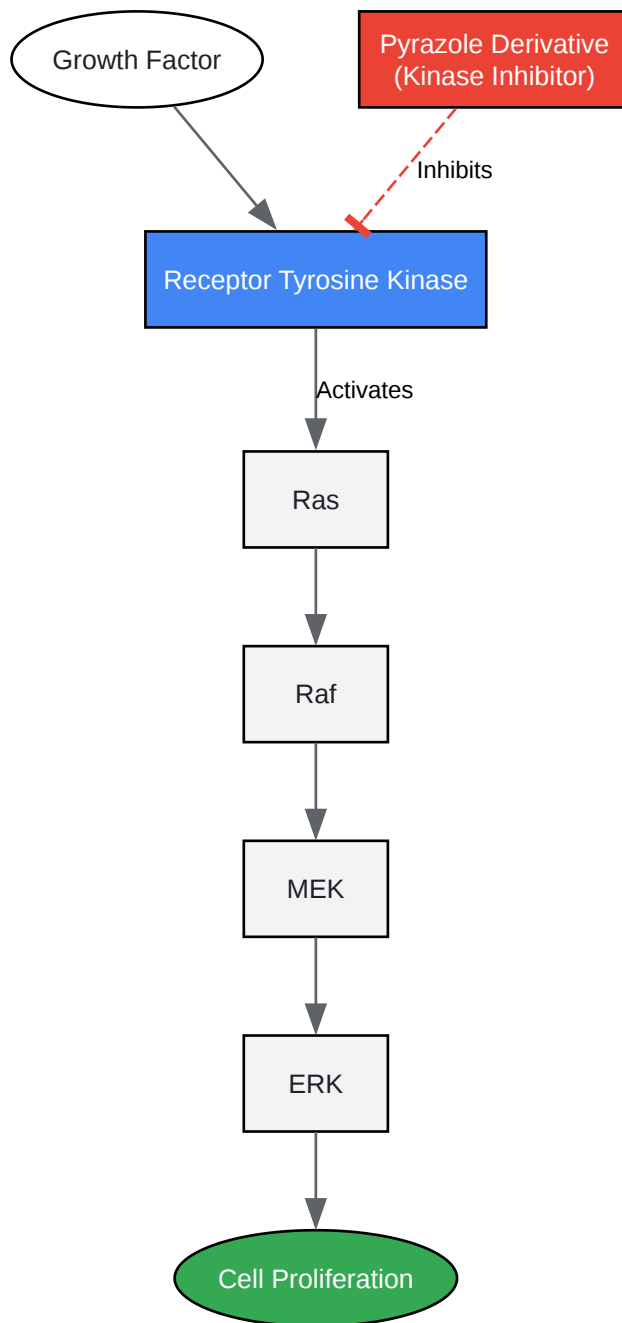 Growth Factor
Pyrazole Derivative
(Kinase Inhibitor)
Inhibits
Receptor Tyrosine Kinase
Activates
Ras
Raf
MEK
ERK
Cell Proliferation